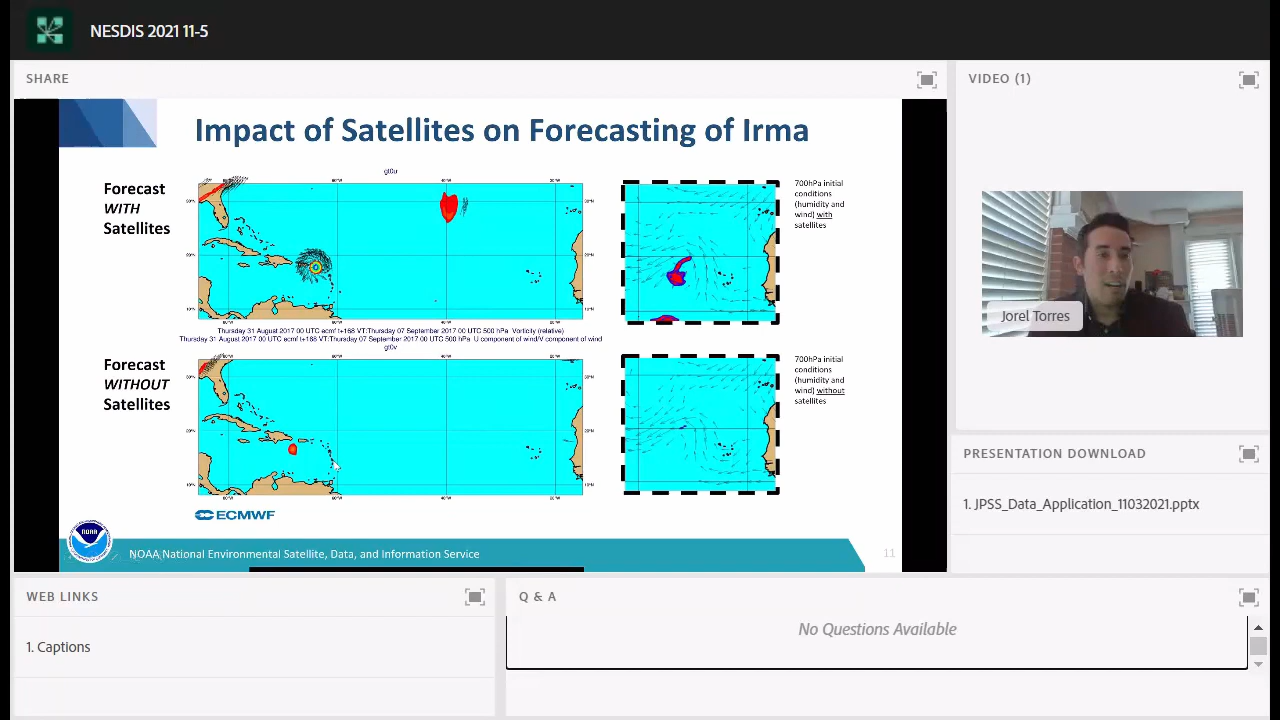 NESDIS 2021 11-5
SHARE
Impact of Satellites on Forecasting of Irma
Forecast
WITH
Satellites
700hPa initial
conditions
(humidity and
wind) with
satellites
Thursday 31 August 2017 00 UTC ecmf t+168 VT:Thursday 07 September 2017 00 UTC 500 hPa Vorticity (relative)
Thursday 31 August 2017 00 UTC ecmf t+168 VT:Thursday 07 September 2017 00 UTC 500 hPa U component of wind/V component of wind
Forecast
WITHOUT
Satellites
700hPa initial
conditions
(humidity and
wind) without
satellites
ECMWF
NOAA
NOAA National Environmental Satellite, Data, and Information Service
11
VIDEO (1)
Jorel Torres
PRESENTATION DOWNLOAD
1. JPSS_Data_Application_11032021.pptx
WEB LINKS
1. Captions
Q & A
No Questions Available